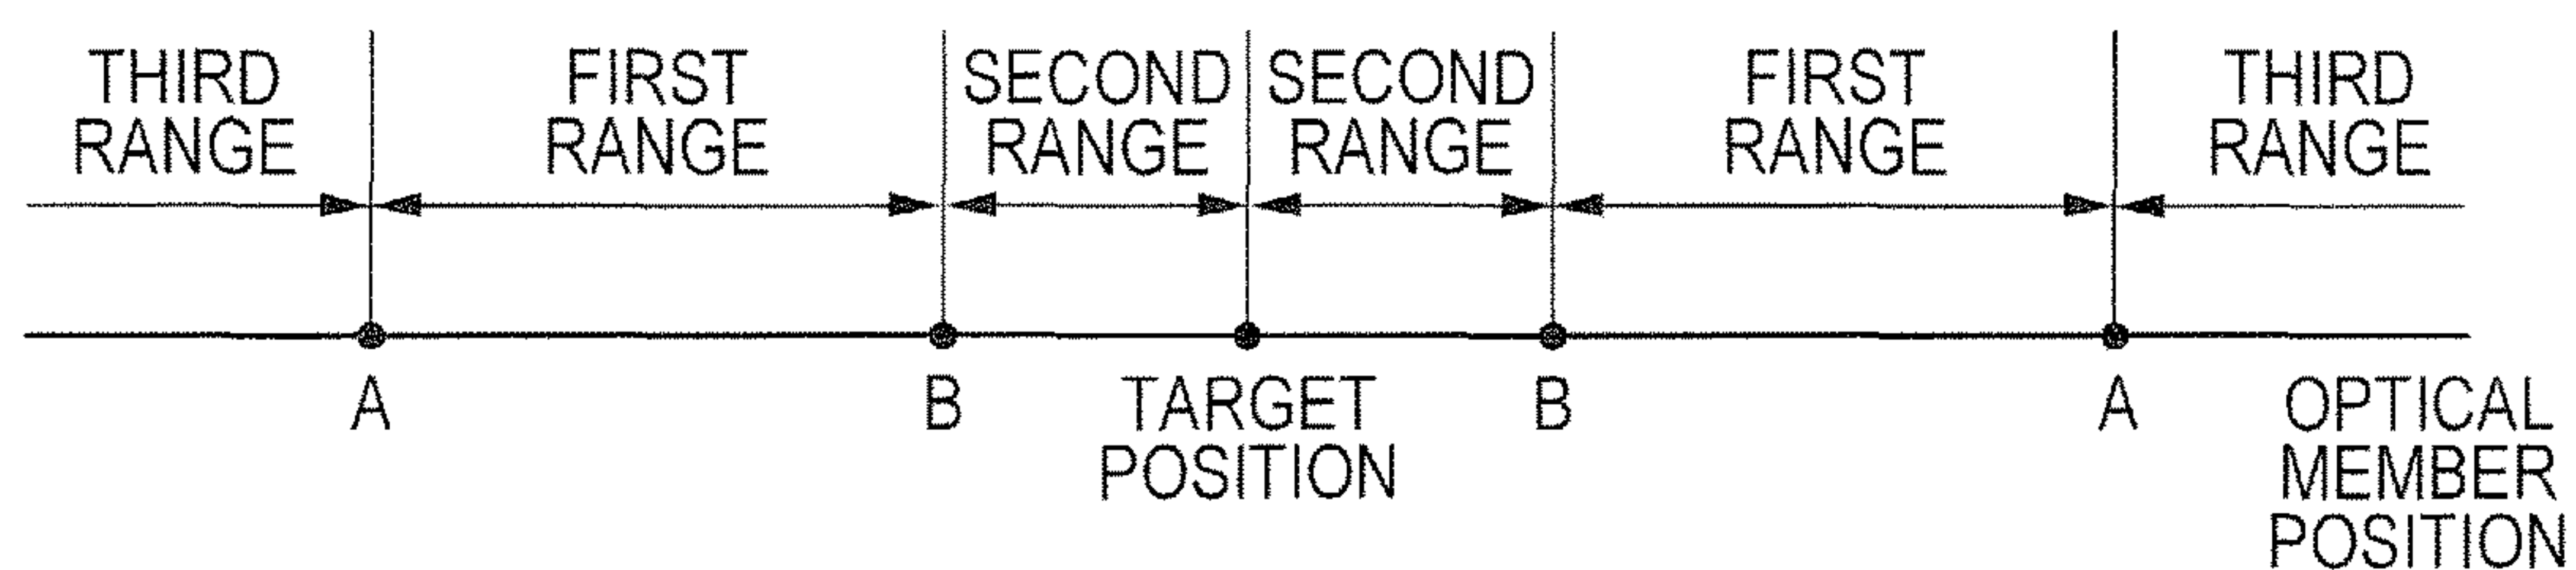 THIRD
RANGE
FIRST
RANGE
SECOND
RANGE
SECOND
RANGE
FIRST
RANGE
THIRD
RANGE
A
B
TARGET
POSITION
B
A
OPTICAL
MEMBER
POSITION